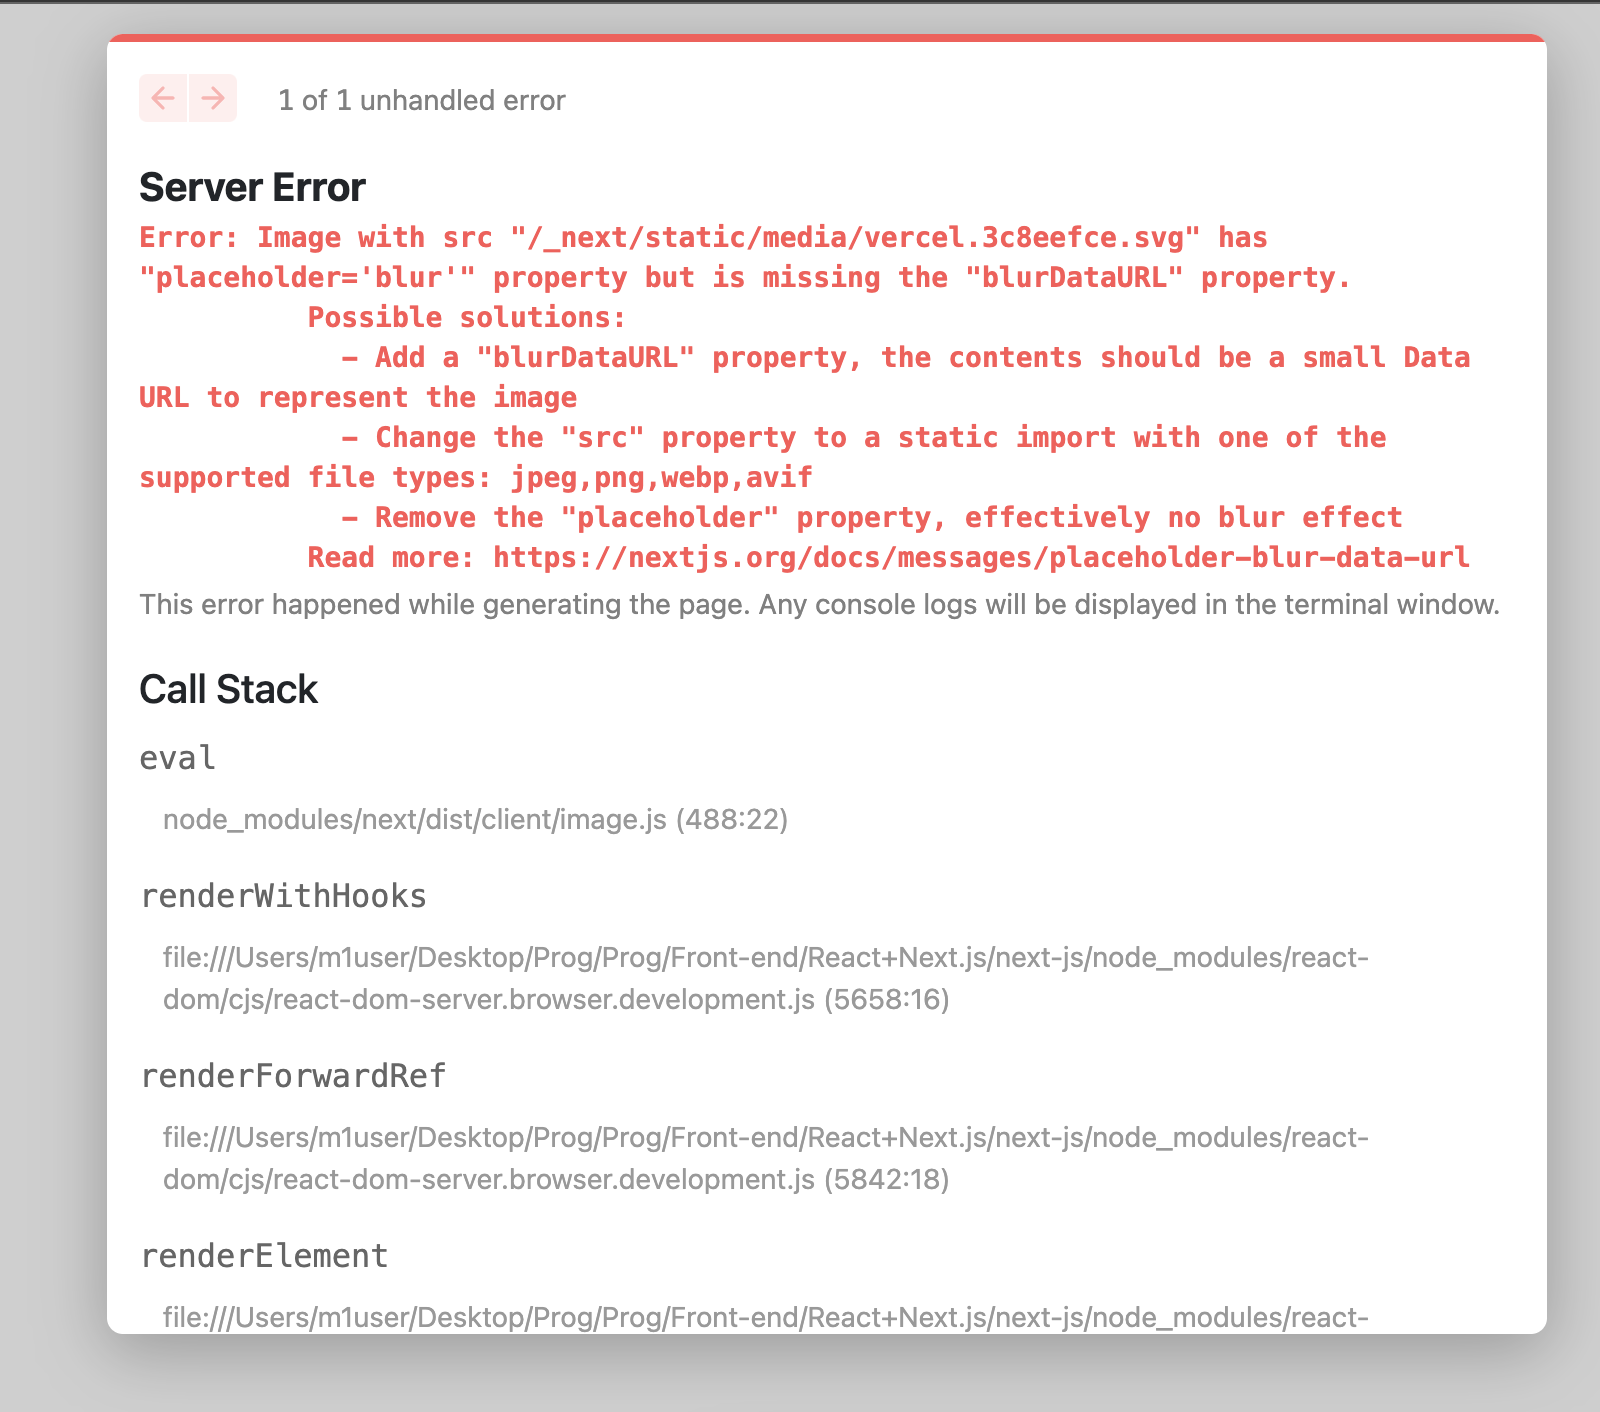 1 of 1 unhandled error
Server Error
Error: Image with src "/_next/static/media/vercel.3c8eefce.svg" has
"placeholder='blur'" property but is missing the "blurDataURL" property.
Possible solutions:
- Add a "blurDataURL" property, the contents should be a small Data
URL to represent the image
- Change the "src" property to a static import with one of the
supported file types: jpeg,png,webp,avif
- Remove the "placeholder" property, effectively no blur effect
Read more: https://nextjs.org/docs/messages/placeholder-blur-data-url
This error happened while generating the page. Any console logs will be displayed in the terminal window.
Call Stack
eval
node_modules/next/dist/client/image.js (488:22)
renderWithHooks
file:///Users/m1user/Desktop/Prog/Prog/Front-end/React+Next.js/next-js/node_modules/react-
dom/cjs/react-dom-server.browser.development.js (5658:16)
renderForwardRef
file:///Users/m1user/Desktop/Prog/Prog/Front-end/React+Next.js/next-js/node_modules/react-
dom/cjs/react-dom-server.browser.development.js (5842:18)
renderElement
file:///Users/m1user/Desktop/Prog/Prog/Front-end/React+Next.js/next-js/node_modules/react-